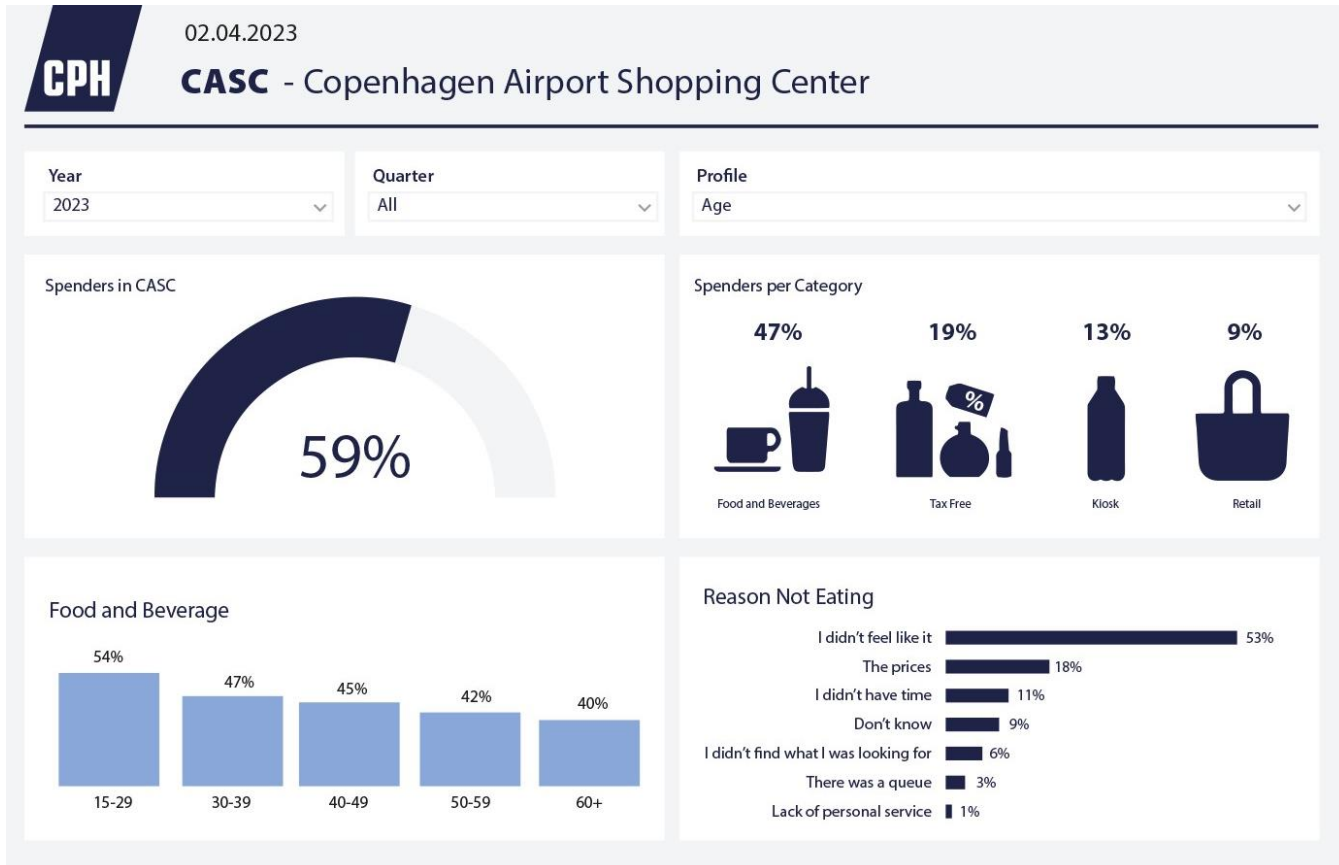 CPH
02.04.2023
CASC - Copenhagen Airport Shopping Center
Year
2023
Quarter
All
Profile
Age
Spenders in CASC
59%
Spenders per Category
47% 19% 13% 9%
%
Food and Beverages Tax Free Kiosk Retail
Food and Beverage
54% 47% 45% 42% 40%
15-29 30-39 40-49 50-59 60+
Reason Not Eating
I didn't feel like it 53%
The prices 18%
I didn't have time 11%
Don't know 9%
I didn't find what I was looking for 6%
There was a queue 3%
Lack of personal service 1%